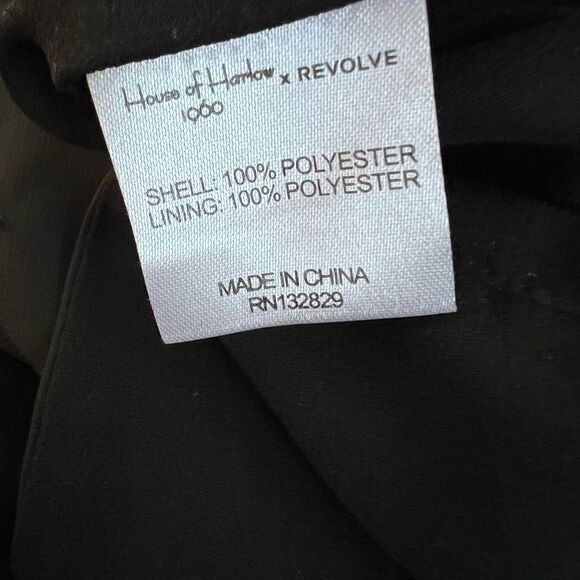 House of Harlow x REVOLVE
1960
SHELL: 100% POLYESTER
LINING: 100% POLYESTER
MADE IN CHINA
RN132829